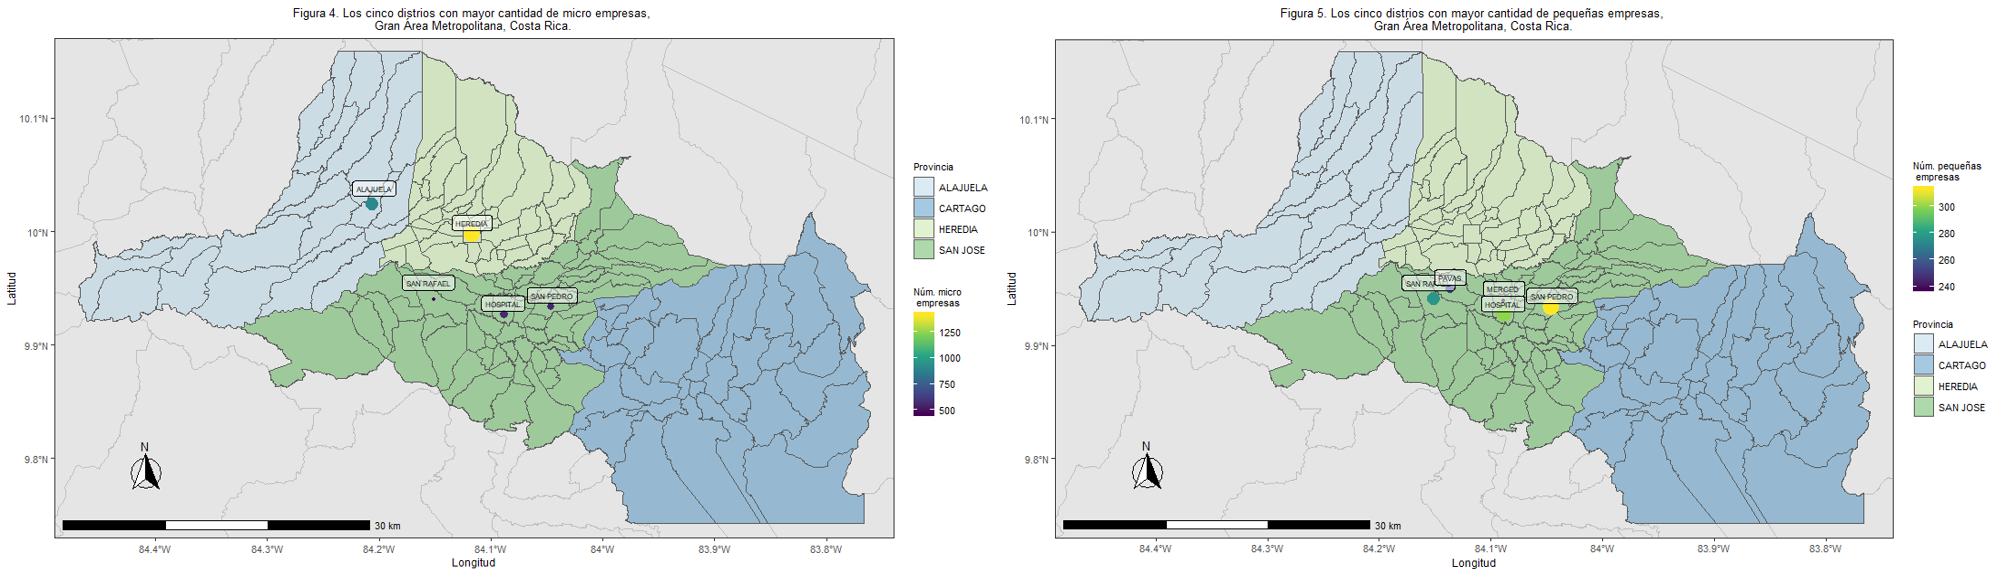 Figura 4. Los cinco distrios con mayor cantidad de micro empresas,
Gran Área Metropolitana, Costa Rica.
10.1°N
10°N
9.9°N
9.8°N
Latitud
ALAJUELA
HEREDIA
SAN RAFAEL
HOSPITAL
SAN PEDRO
N
30 km
84.4°W
84.3°W
84.2°W
84.1°W
84°W
83.9°W
83.8°W
Longitud
Provincia
ALAJUELA
CARTAGO
HEREDIA
SAN JOSE
Núm. micro
empresas
1250
1000
750
500
Figura 5. Los cinco distrios con mayor cantidad de pequeñas empresas,
Gran Área Metropolitana, Costa Rica.
10.1°N
10°N
9.9°N
9.8°N
Latitud
SAN RA
PAVAS
MERCED
HOSPITAL
SAN PEDRO
N
30 km
84.4°W
84.3°W
84.2°W
84.1°W
84°W
83.9°W
83.8°W
Longitud
Núm. pequeñas
empresas
300
280
260
240
Provincia
ALAJUELA
CARTAGO
HEREDIA
SAN JOSE